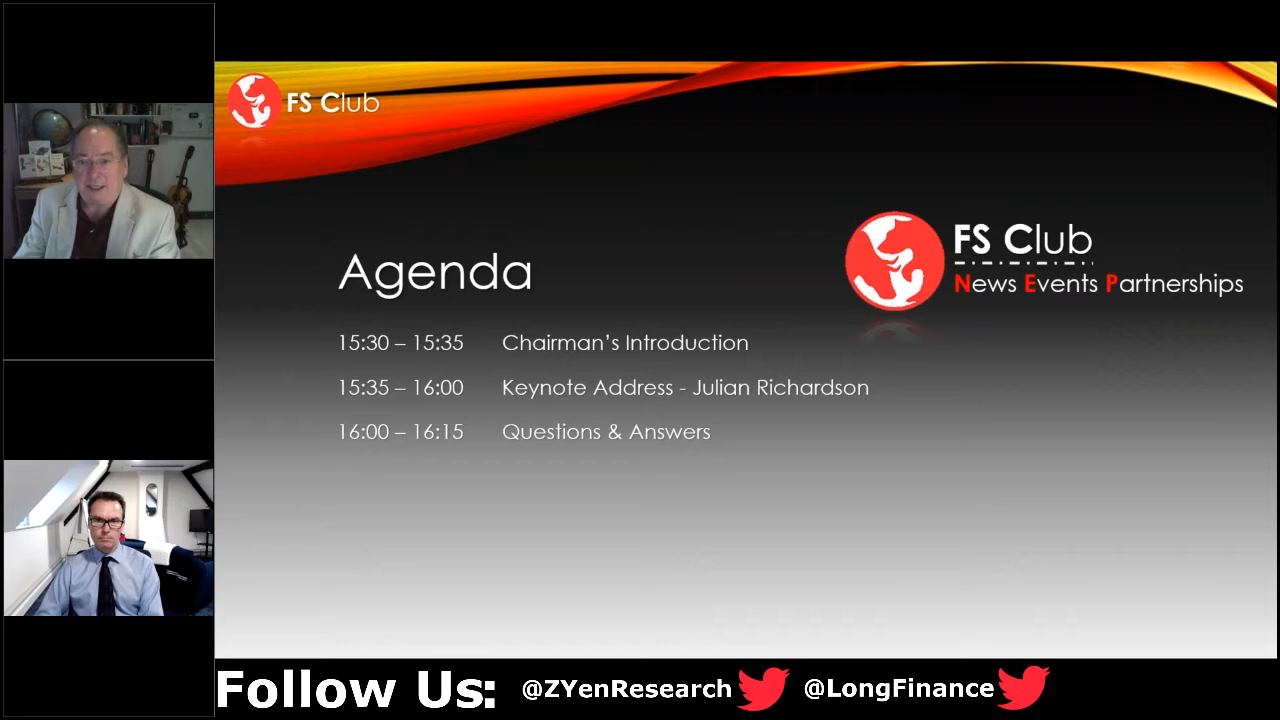 FS Club
FS Club
News Events Partnerships
Agenda
15:30 – 15:35 Chairman’s Introduction
15:35 – 16:00 Keynote Address - Julian Richardson
16:00 – 16:15 Questions & Answers
Follow Us: @ZYenResearch @LongFinance